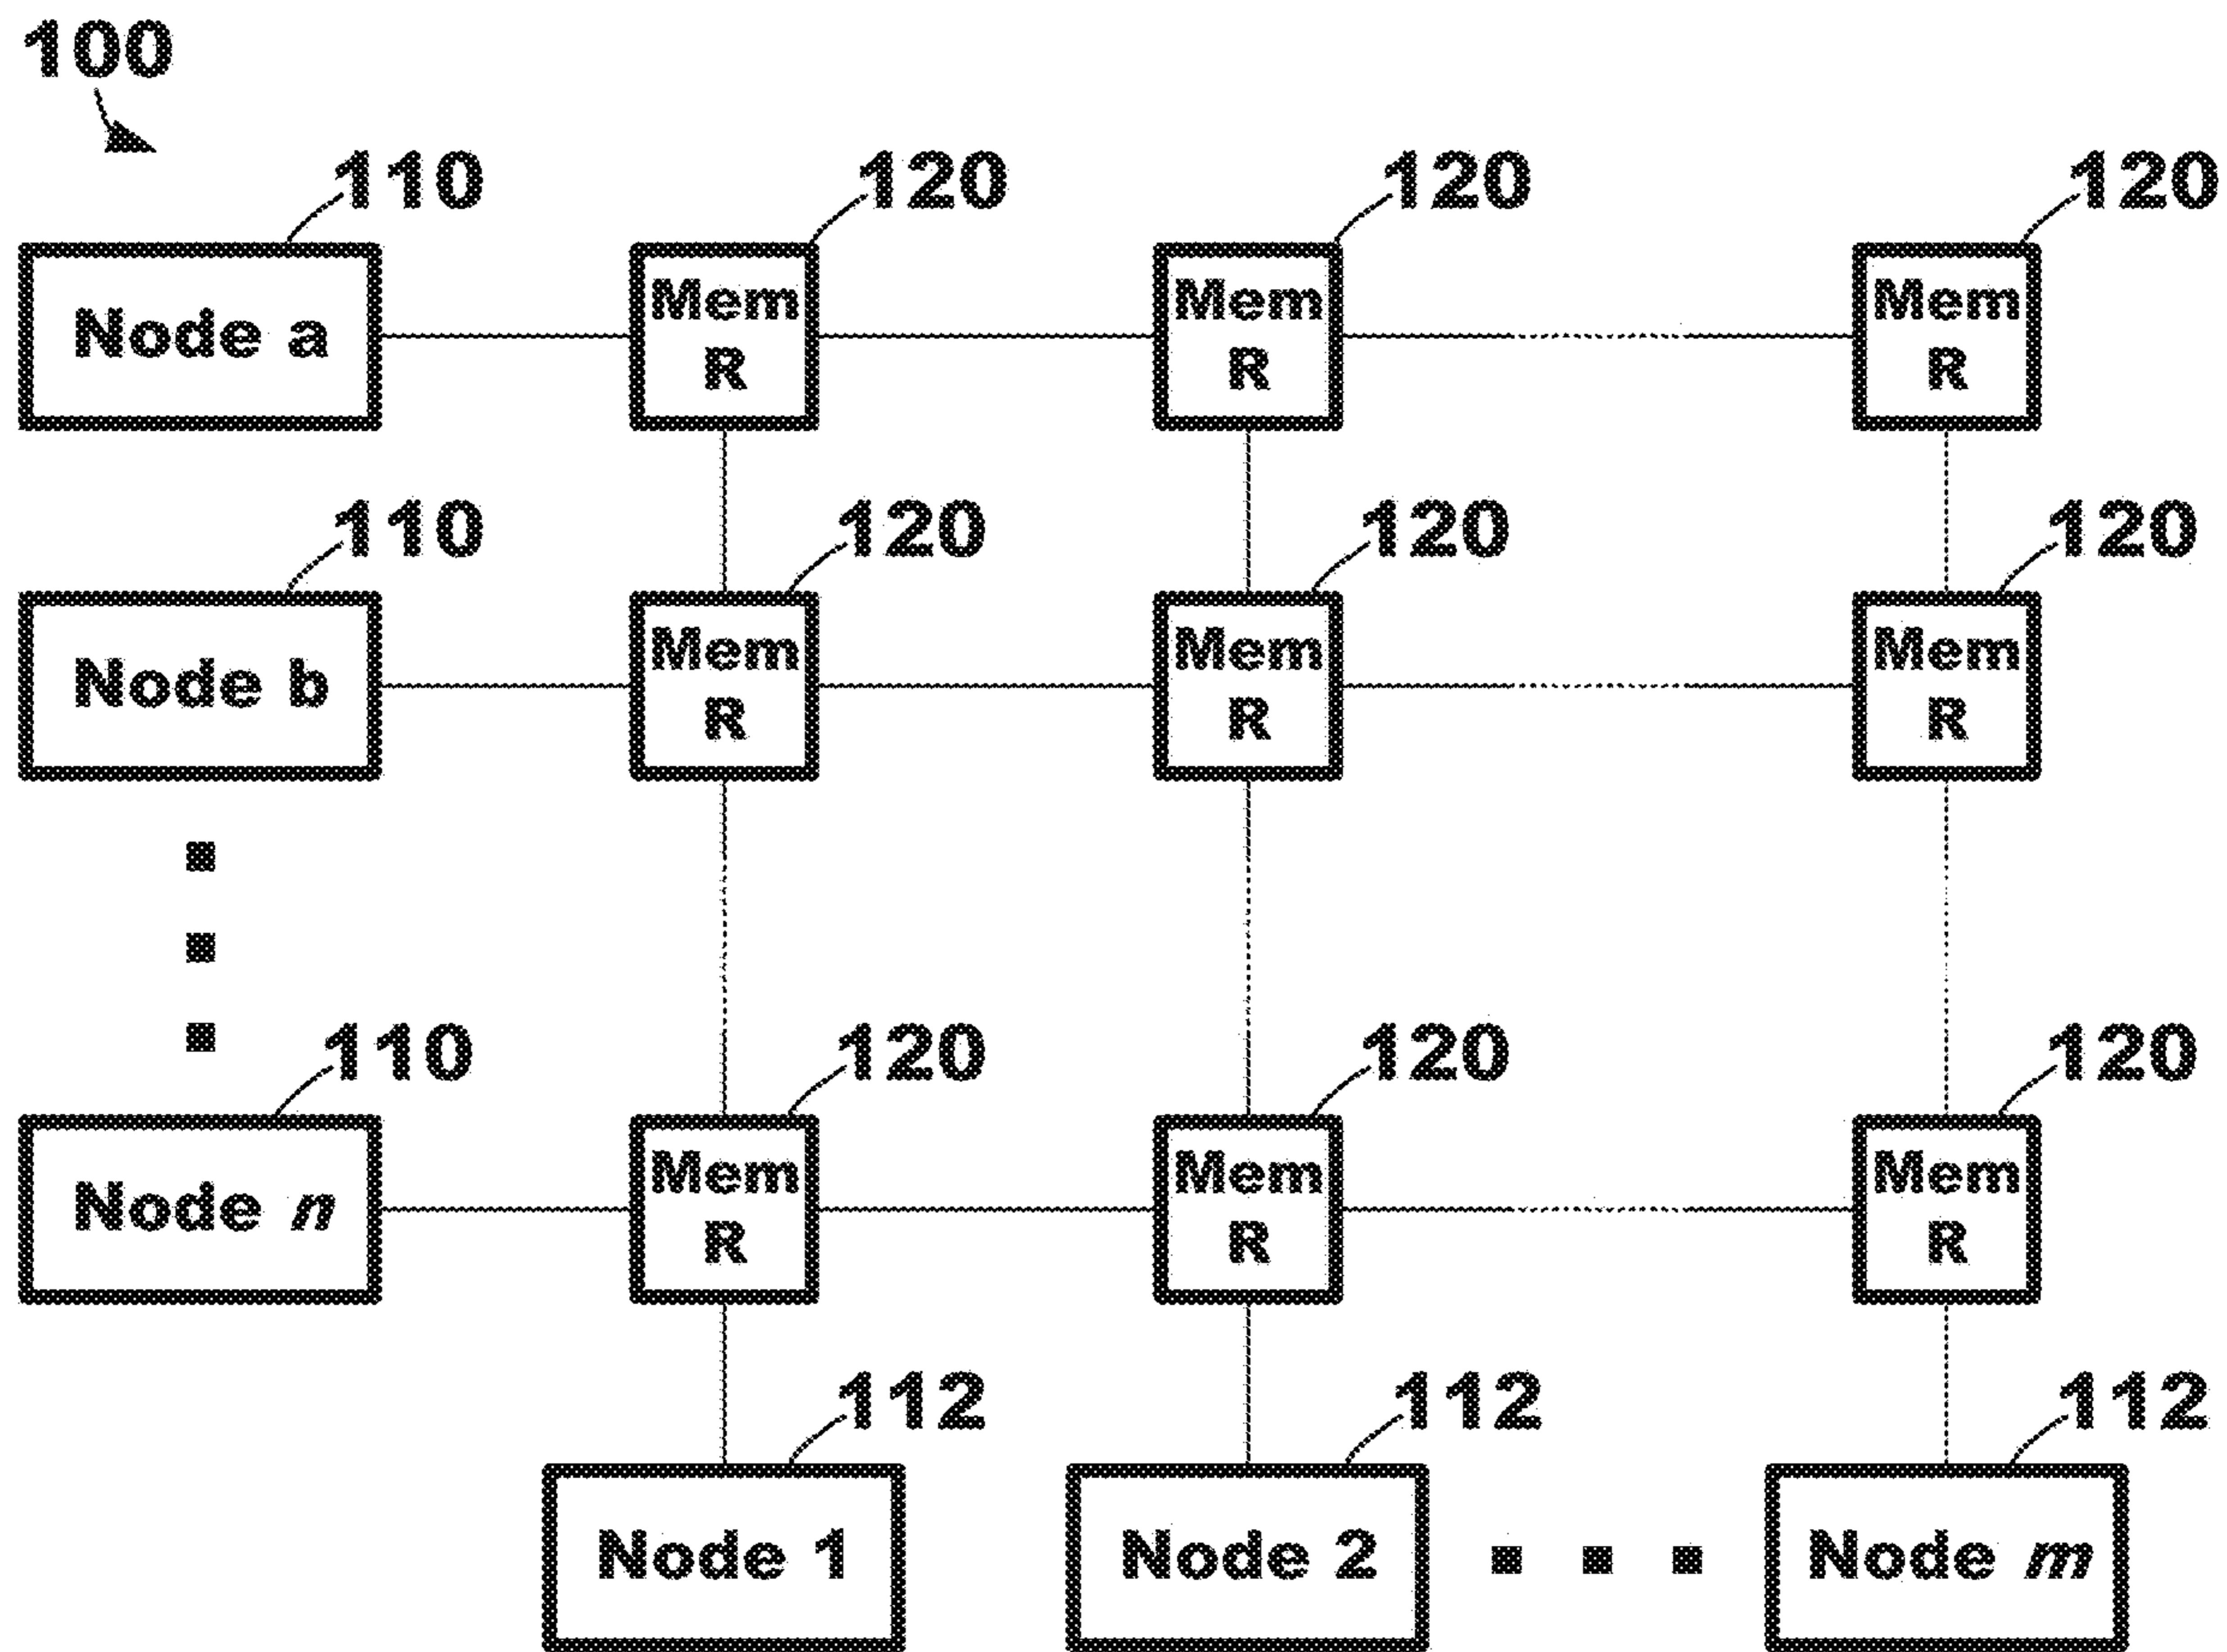 100
110 120 120 120
Node a Mem R Mem R Mem R
110 120 120 120
Node b Mem R Mem R Mem R
110 120 120 120
Node n Mem R Mem R Mem R
112 112 112
Node 1 Node 2 Node m